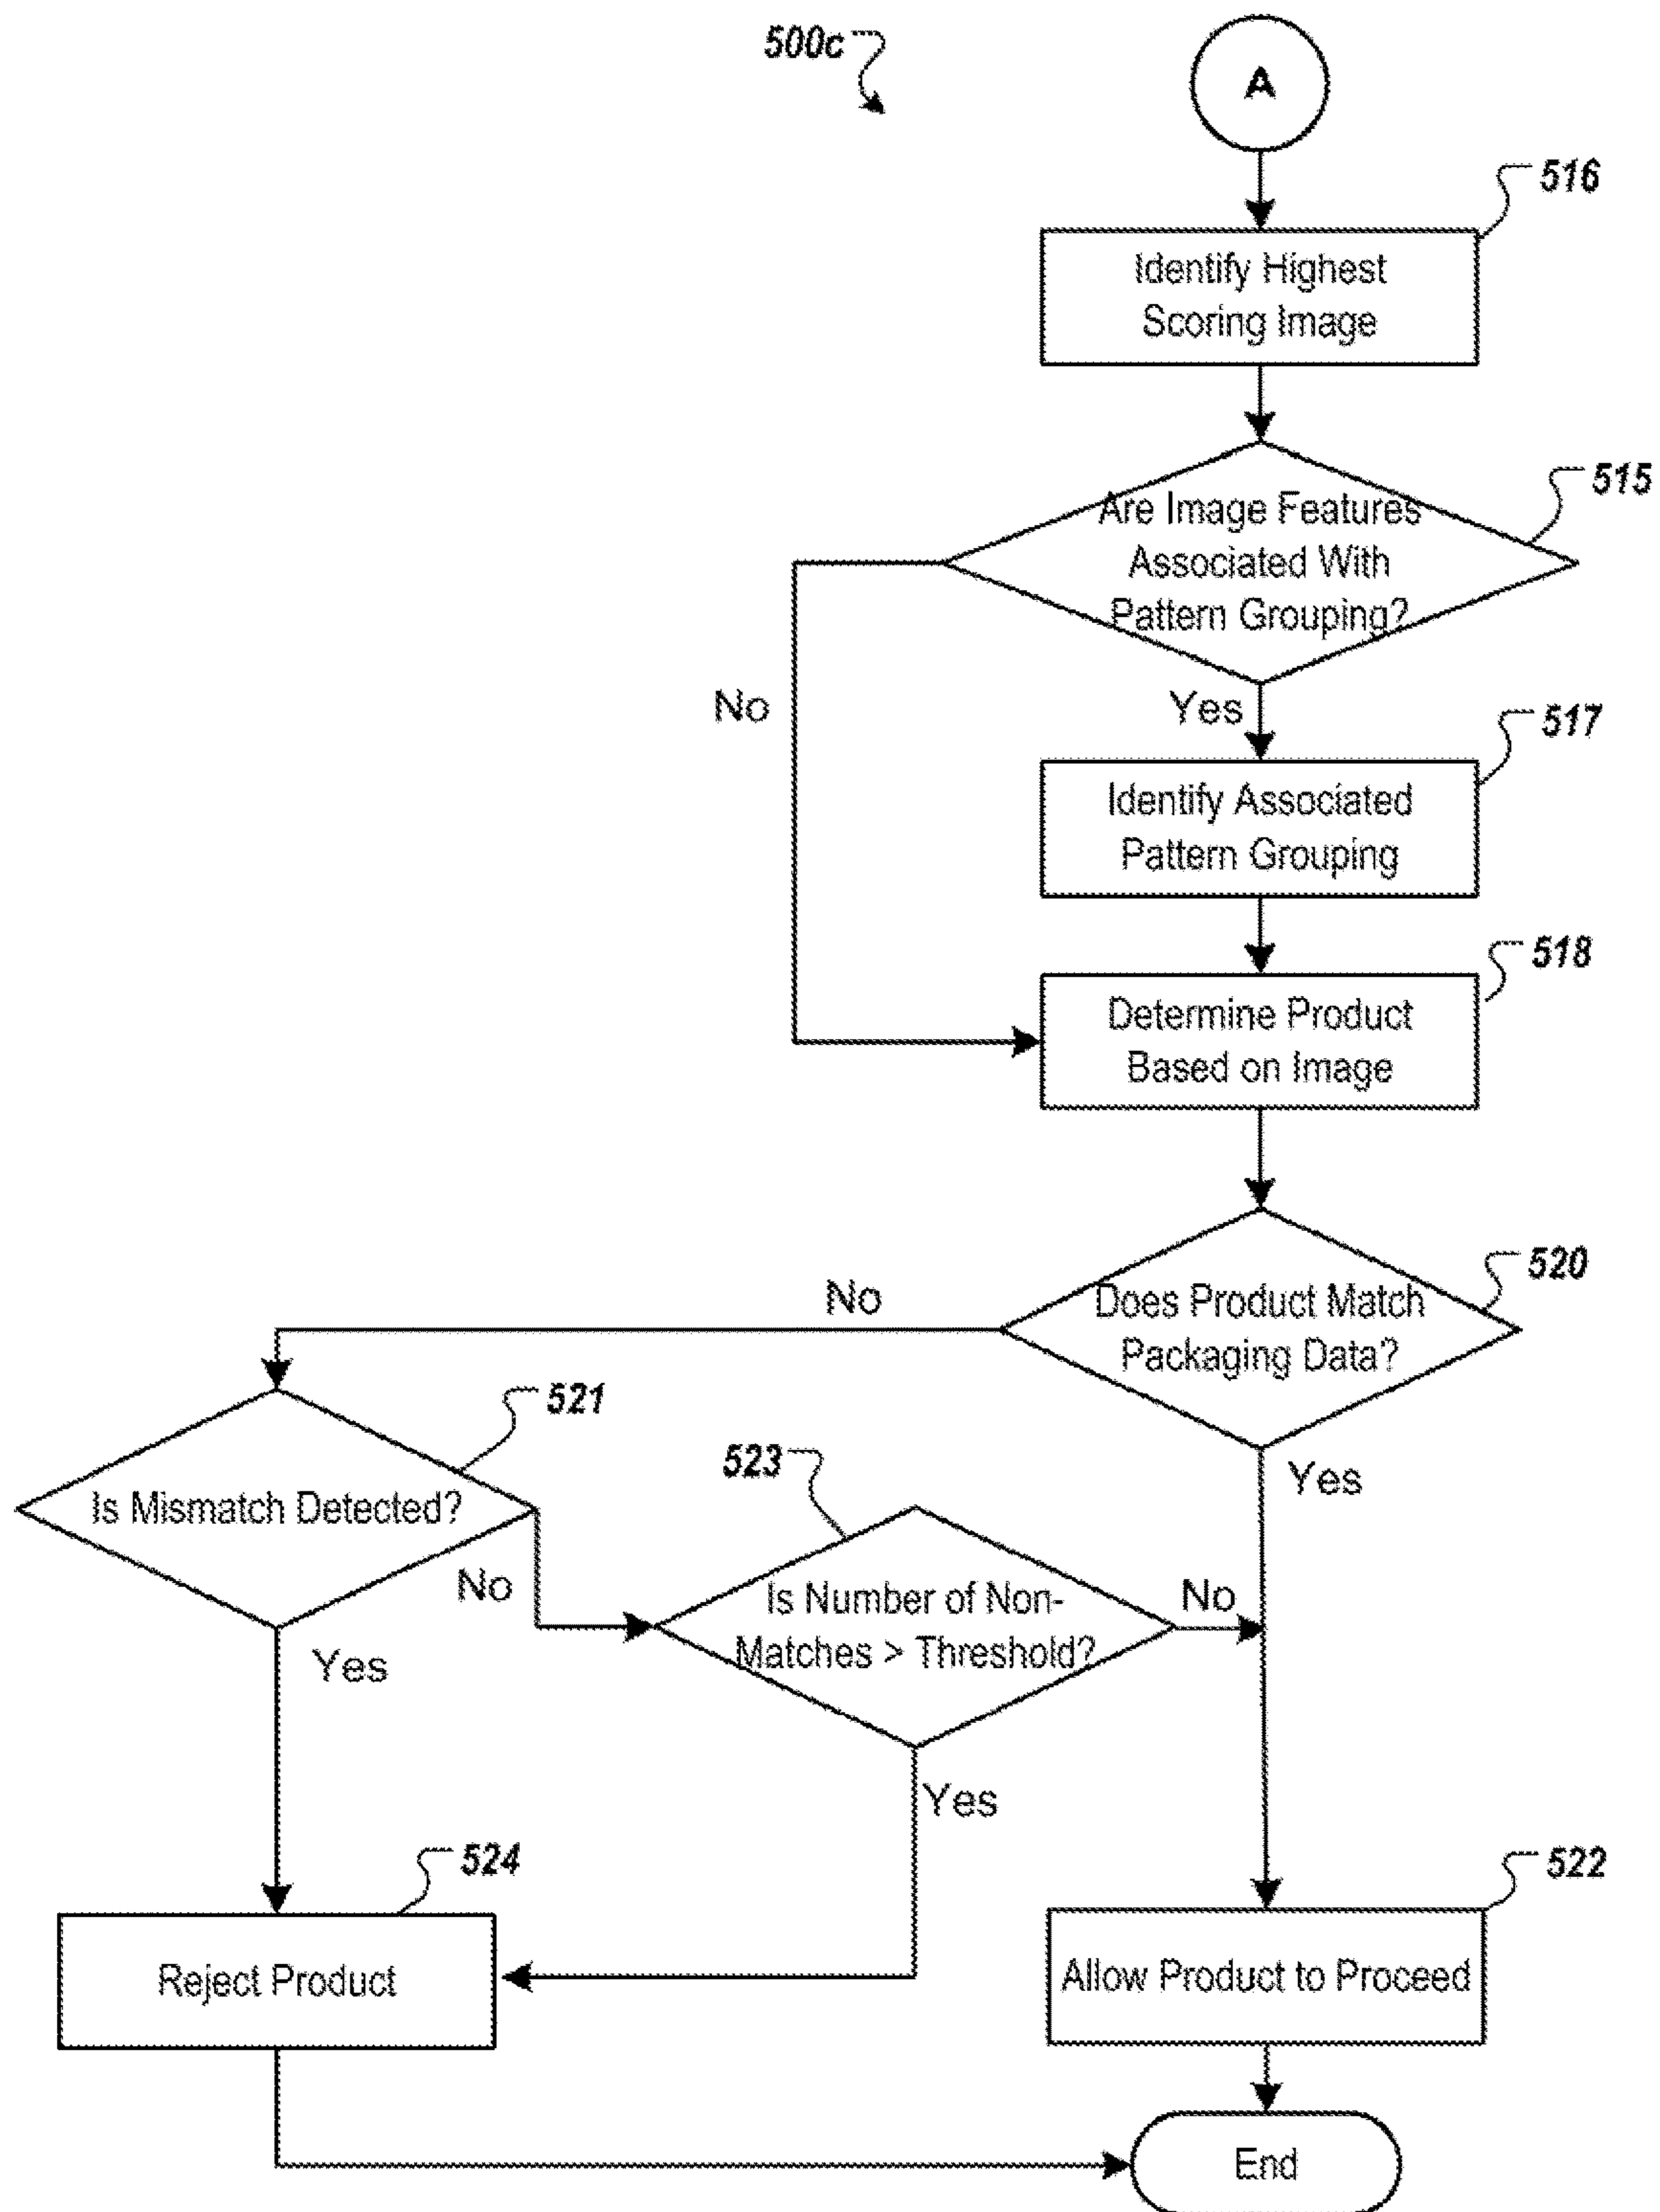 500c
A
516
Identify Highest
Scoring Image
515
Are Image Features
Associated With
Pattern Grouping?
No
Yes
517
Identify Associated
Pattern Grouping
518
Determine Product
Based on Image
520
No
Does Product Match
Packaging Data?
521
523
Yes
Is Mismatch Detected?
No
Is Number of Non-
Matches > Threshold?
No
Yes
Yes
524
522
Reject Product
Allow Product to Proceed
End